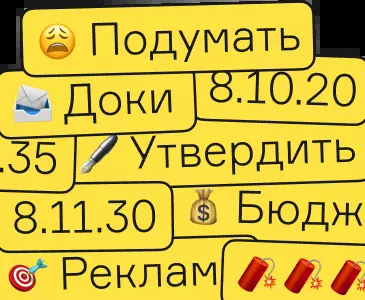 😩 Подумать
📨 Доки
8.10.20
.35
🖋 Утвердить
8.11.30
💰 Бюдж
🎯 Реклам
🧨 🧨 🧨